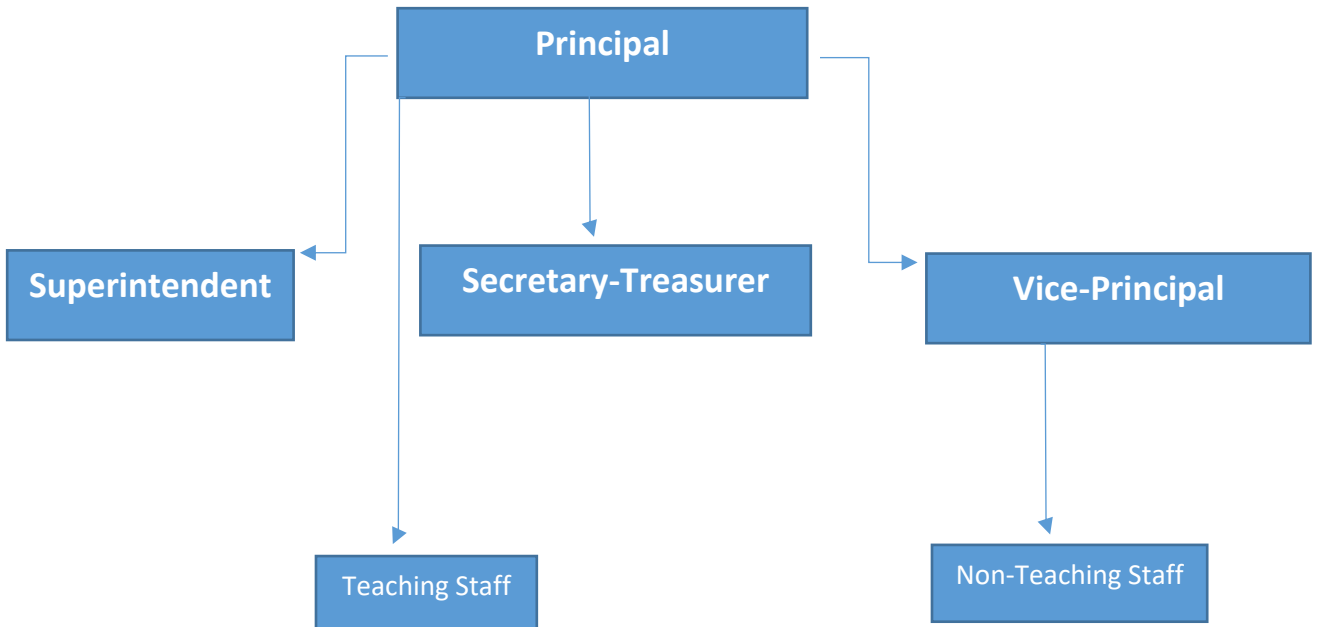 Principal
Superintendent
Secretary-Treasurer
Vice-Principal
Teaching Staff
Non-Teaching Staff